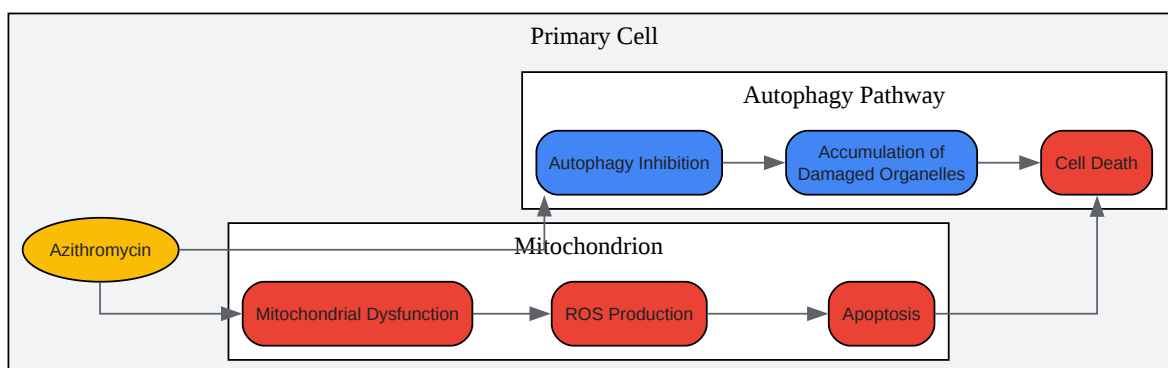 Primary Cell
Autophagy Pathway
Autophagy Inhibition
Accumulation of
Damaged Organelles
Cell Death
Azithromycin
Mitochondrion
Mitochondrial Dysfunction
ROS Production
Apoptosis